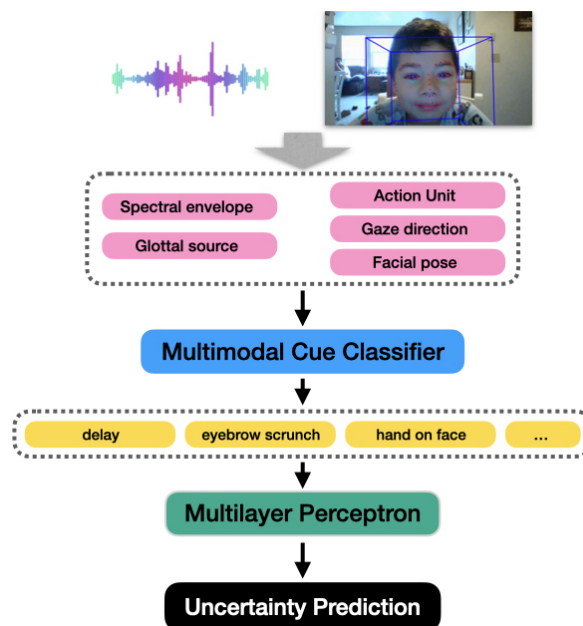 Spectral envelope
Glottal source
Action Unit
Gaze direction
Facial pose
Multimodal Cue Classifier
delay
eyebrow scrunch
hand on face
...
Multilayer Perceptron
Uncertainty Prediction